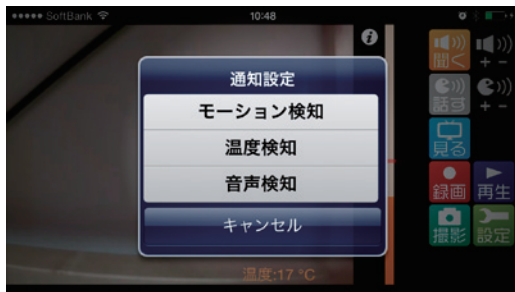 SoftBank
10:48
通知設定
モーション検知
温度検知
音声検知
キャンセル
温度:17 °C
聞く
+ -
話す
+ -
見る
録画
再生
撮影
設定